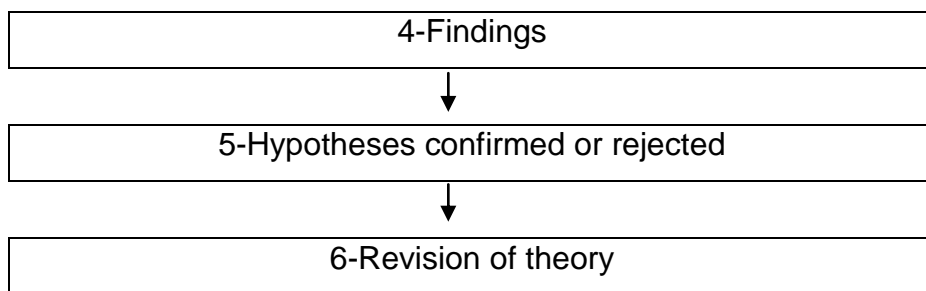 4-Findings
5-Hypotheses confirmed or rejected
6-Revision of theory